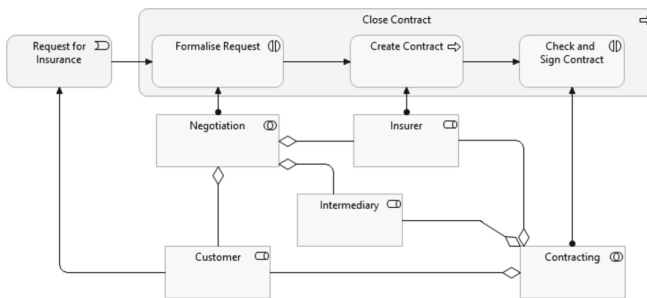 Close Contract
Request for
Insurance
Formalise Request
Create Contract
Check and
Sign Contract
Negotiation
Insurer
Intermediary
Customer
Contracting